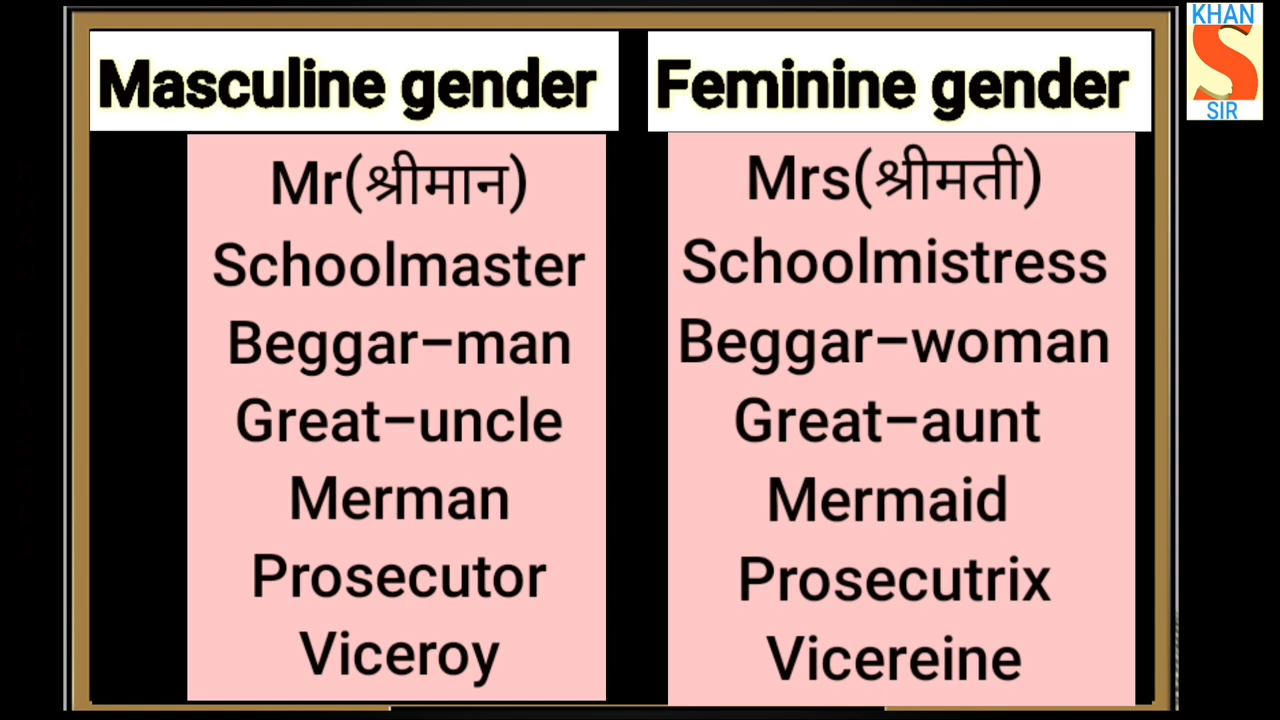 Masculine gender Feminine gender
Mr(श्रीमान) Mrs(श्रीमती)
Schoolmaster Schoolmistress
Beggar–man Beggar–woman
Great–uncle Great–aunt
Merman Mermaid
Prosecutor Prosecutrix
Viceroy Vicereine
KHAN
S
SIR